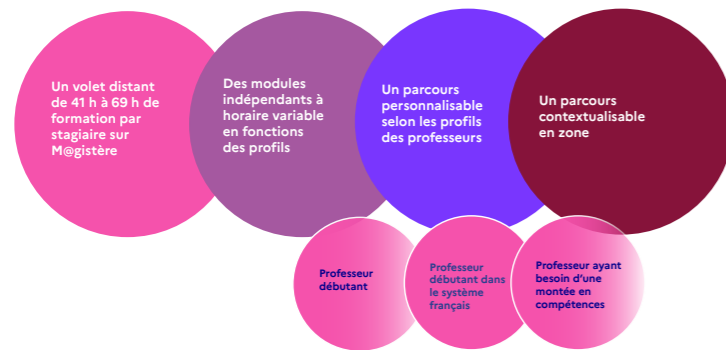 Un volet distant
de 41 h à 69 h de
formation par
stagiaire sur
M@gistère
Des modules
indépendants à
horaire variable
en fonctions
des profils
Un parcours
personnalisable
selon les profils
des professeurs
Un parcours
contextualisable
en zone
Professeur
débutant
Professeur
débutant dans
le système
français
Professeur ayant
besoin d'une
montée en
compétences